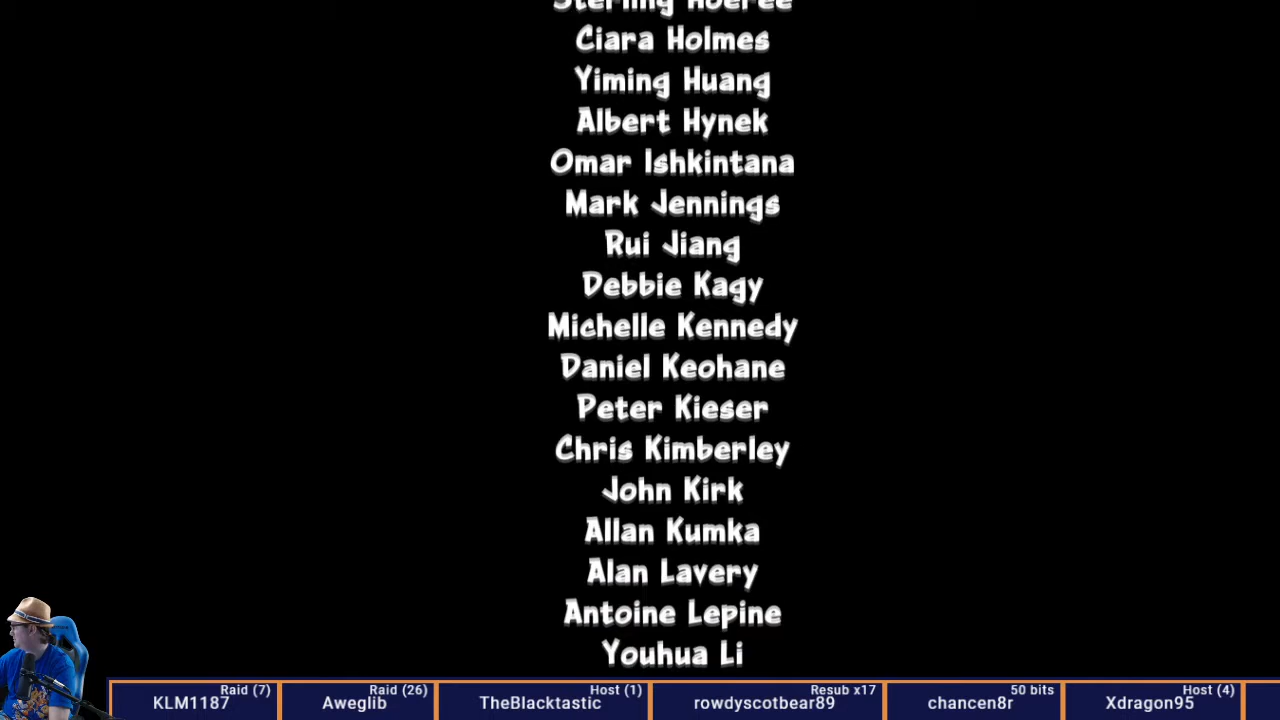 Sterling Hoeree
Ciara Holmes
Yiming Huang
Albert Hynek
Omar Ishkintana
Mark Jennings
Rui Jiang
Debbie Kagy
Michelle Kennedy
Daniel Keohane
Peter Kieser
Chris Kimberley
John Kirk
Allan Kumka
Alan Lavery
Antoine Lepine
Youhua Li
Raid (7)
KLM1187
Raid (26)
Aweglib
Host (1)
TheBlacktastic
Resub x17
rowdyscotbear89
50 bits
chancen8r
Host (4)
Xdragon95